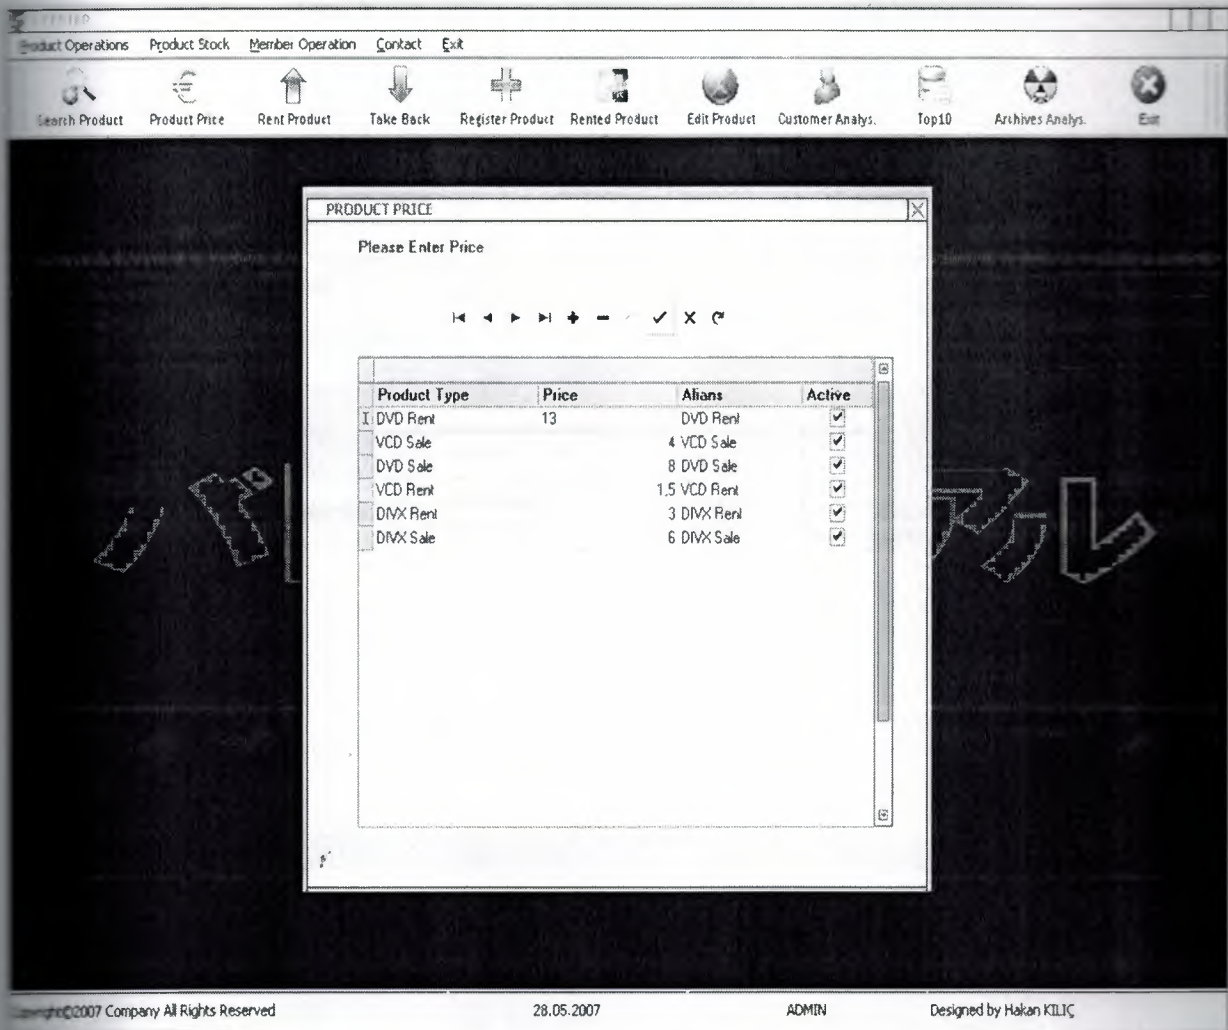 Product Operations Product Stock Member Operation Contact Exit
Search Product Product Price Rent Product Take Back Register Product Rented Product Edit Product Customer Analys. Top10 Archives Analys. Exit
PRODUCT PRICE
Please Enter Price
Product Type Price Alians Active
DVD Rent 13 DVD Rent
VCD Sale 4 VCD Sale
DVD Sale 8 DVD Sale
VCD Rent 1,5 VCD Rent
DIVX Rent 3 DIVX Rent
DIVX Sale 6 DIVX Sale
Copyright©2007 Company All Rights Reserved 28.05.2007 ADMIN Designed by Hakan KILIÇ